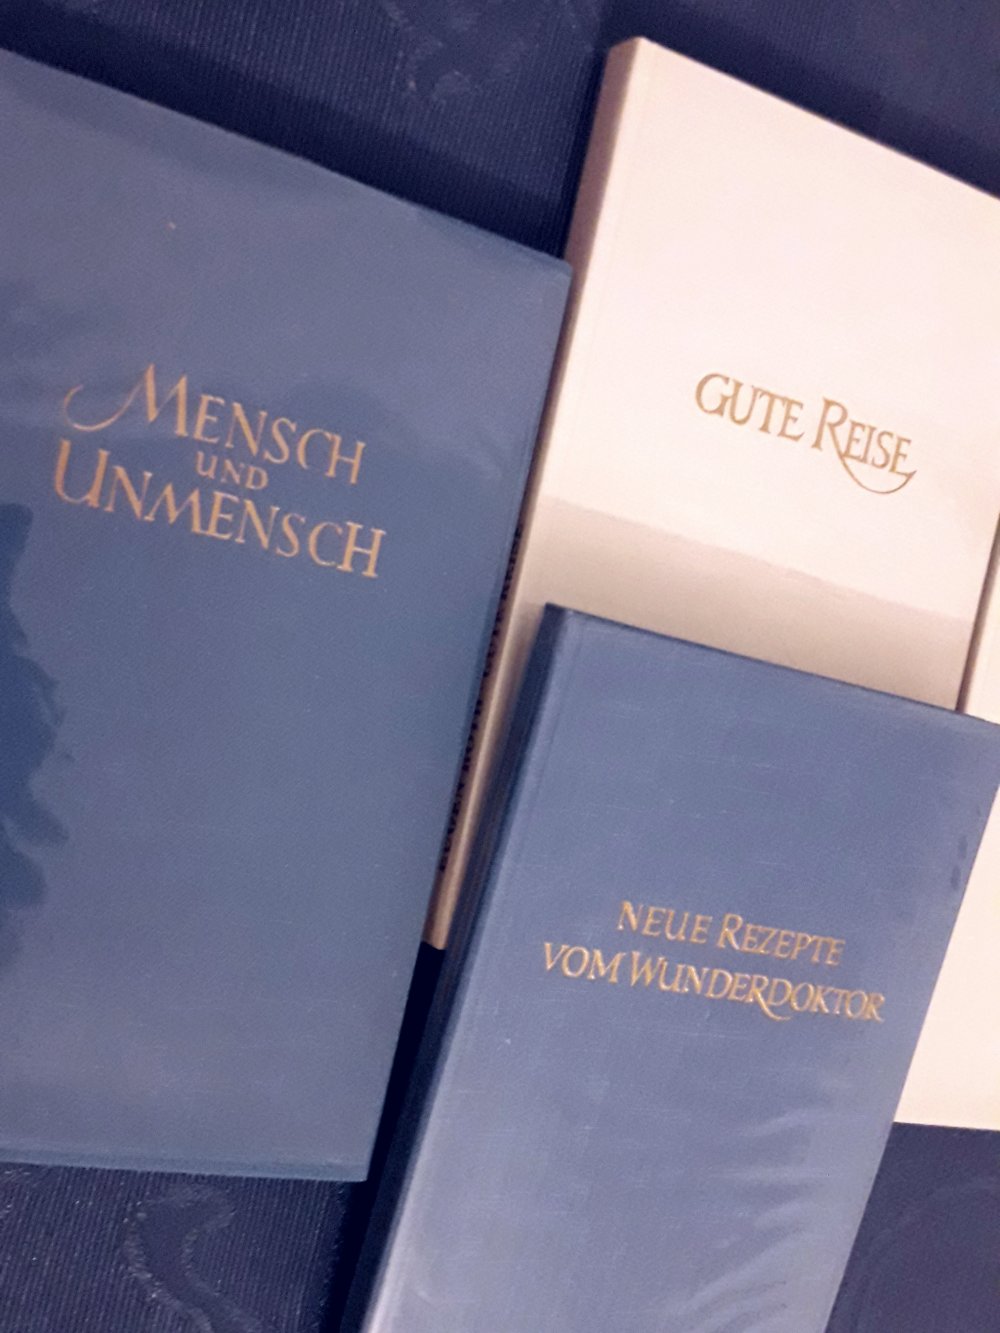 MENSCH
UND
UNMENSCH
GUTE REISE
NEUE REZEPTE
VOM WUNDERDOKTOR